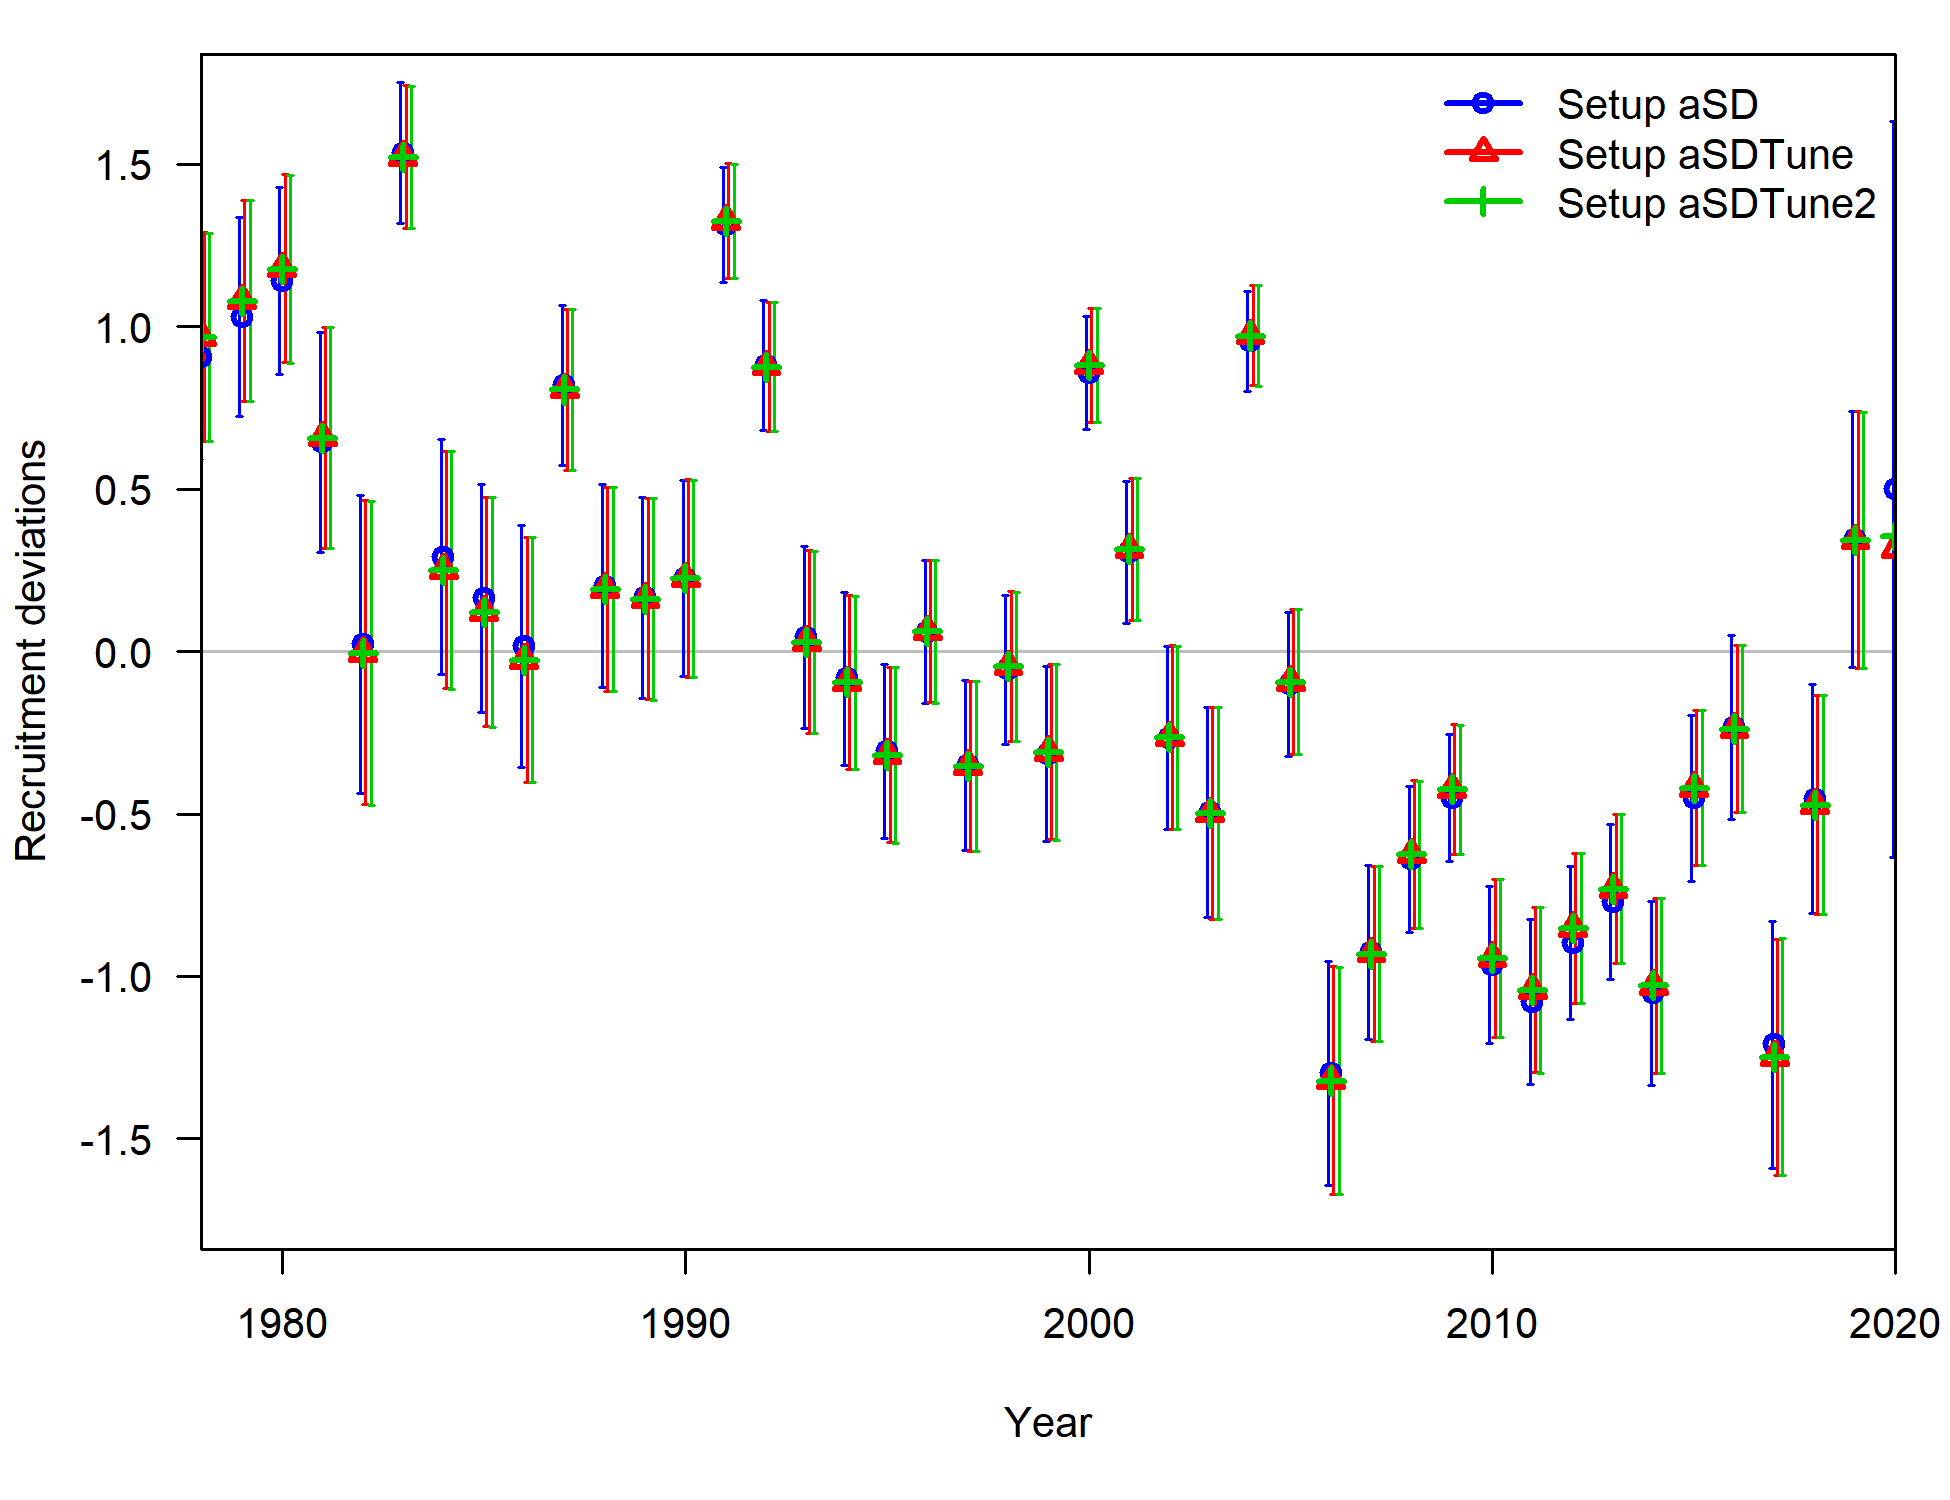 Setup aSD
Setup aSDTune
Setup aSDTune2
Recruitment deviations
1.5
1.0
0.5
0.0
-0.5
-1.0
-1.5
1980 1990 2000 2010 2020
Year